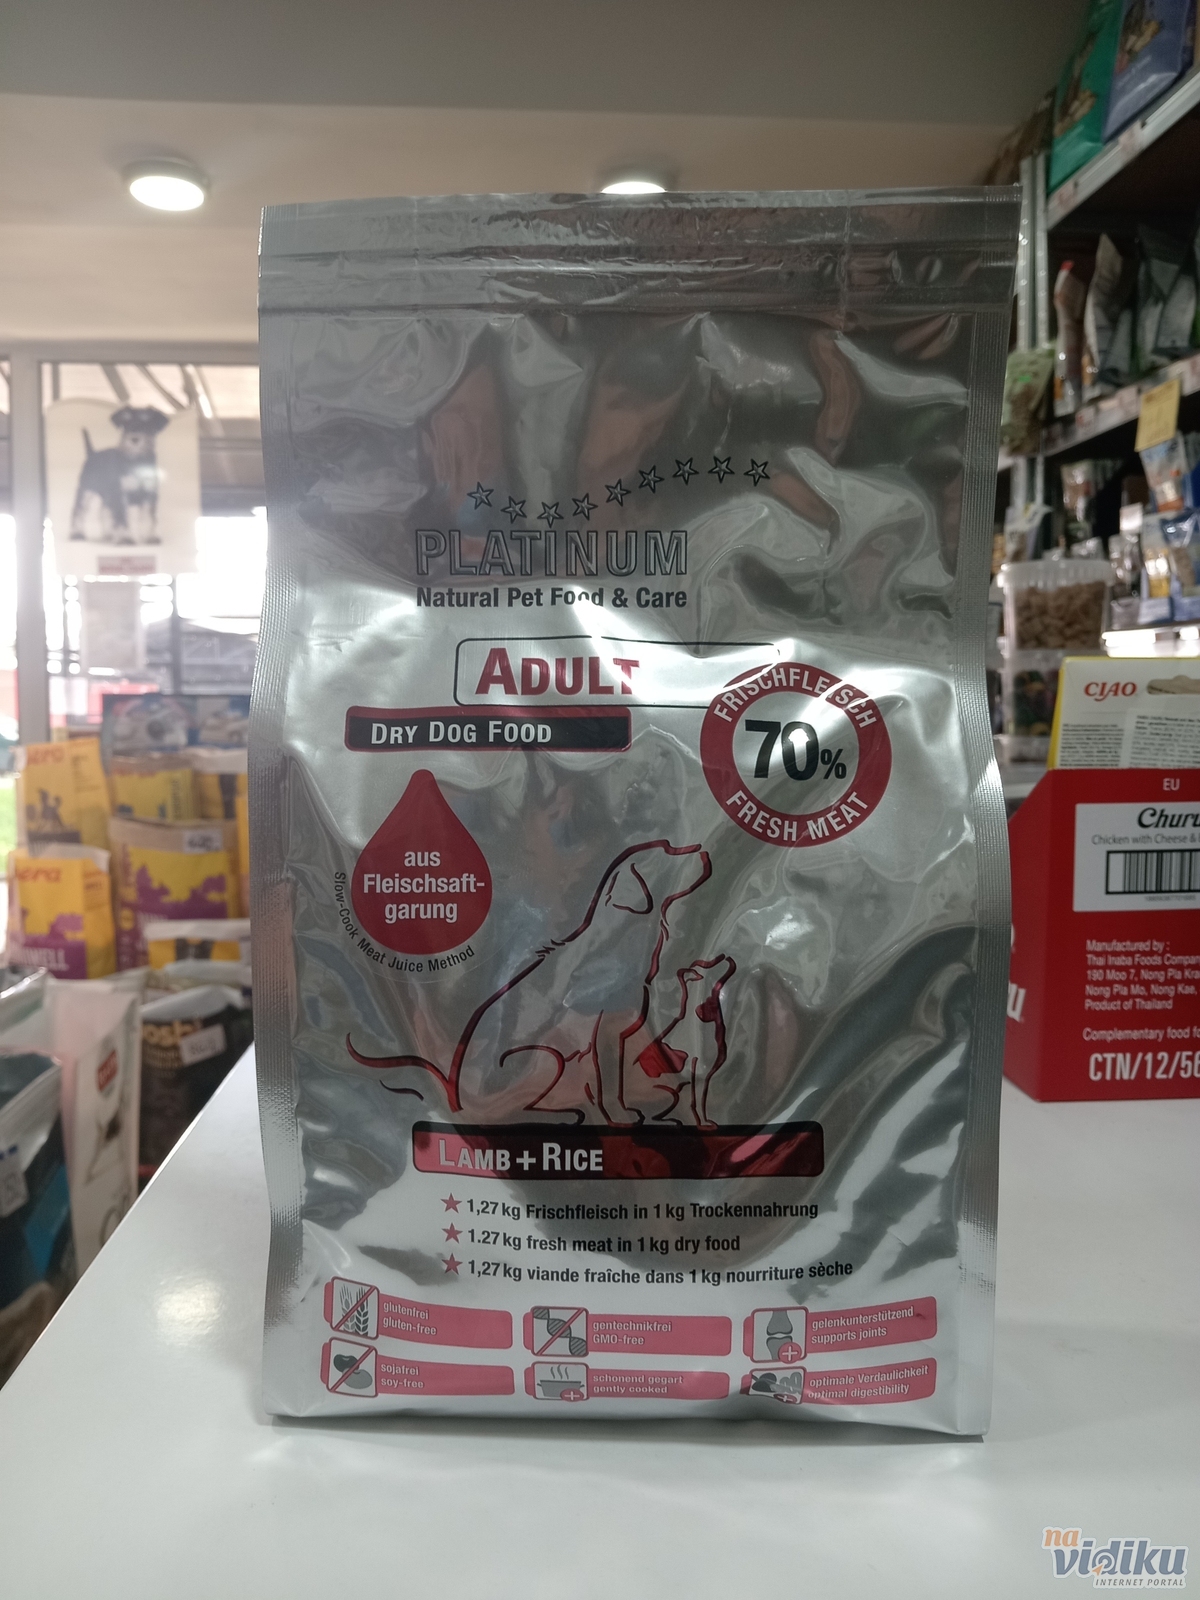 PLATINUM
Natural Pet Food & Care
ADULT
DRY DOG FOOD
FRISCHFLEISCH
70%
FRESH MEAT
aus
Fleischsaft-
garung
Slow-Cook Meat Juice Method
LAMB + RICE
1,27 kg Frischfleisch in 1 kg Trockennahrung
1.27 kg fresh meat in 1 kg dry food
1,27 kg viande fraîche dans 1 kg nourriture sèche
glutenfrei
gluten-free
gentechnikfrei
GMO-free
gelenkunterstützend
supports joints
sojafrei
soy-free
schonend gegart
gently cooked
optimale Verdaulichkeit
optimal digestibility
CIAO
EU
Chicken with Cheese &
Manufactured by :
Thai Inaba Foods
190 Moo 7, Nong Pla
Nong Pla Mo, Nong Kae,
Product of Thailand
Complementary food
CTN/12/56
na
vidiku
INTERNET PORTAL